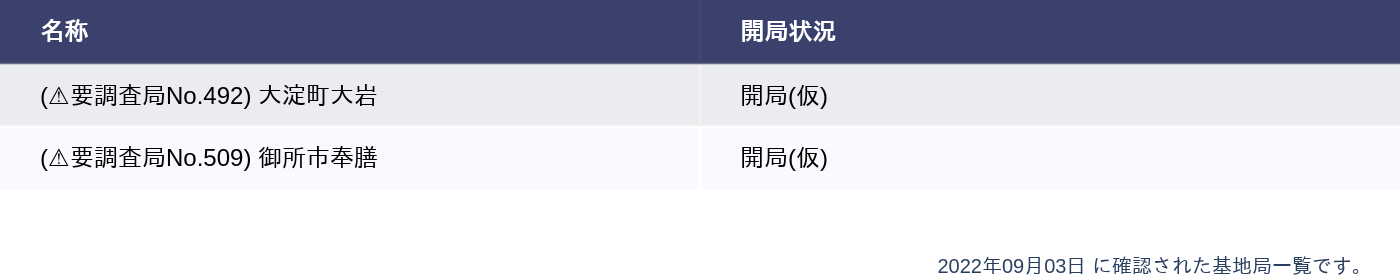 名称 開局状況
(⚠要調査局No.492) 大淀町大岩 開局(仮)
(⚠要調査局No.509) 御所市奉膳 開局(仮)
2022年09月03日 に確認された基地局一覧です。